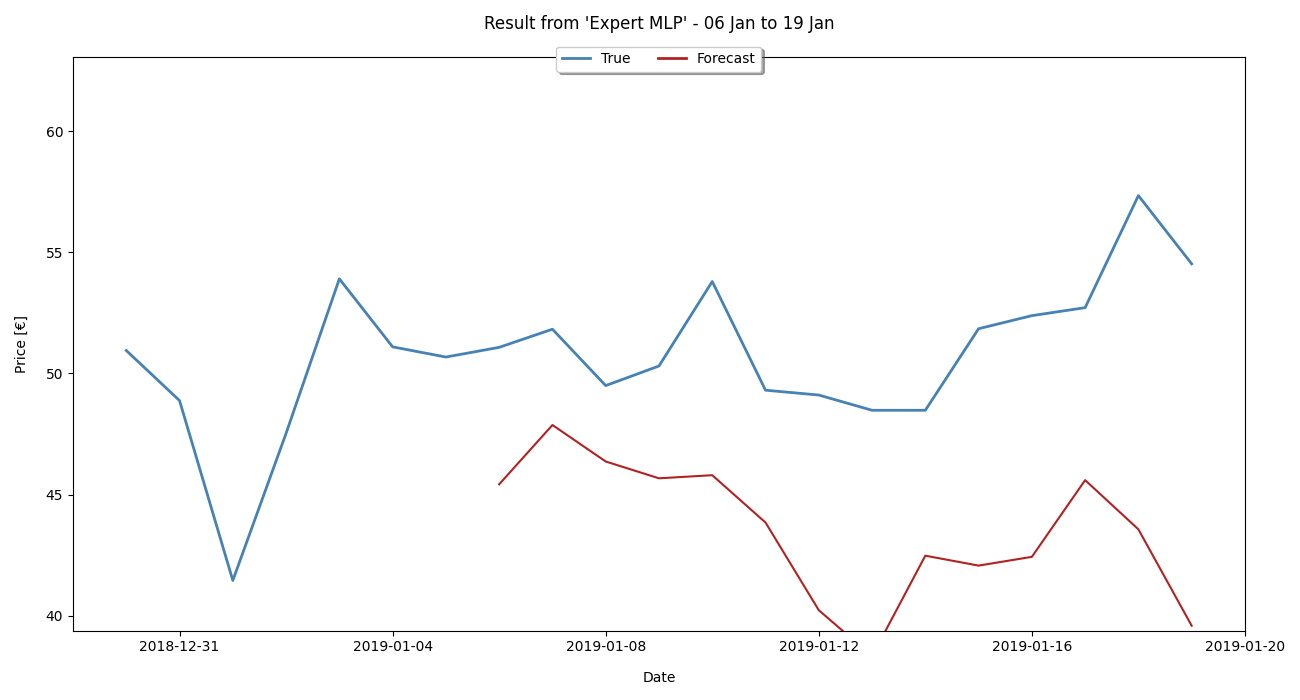 Result from 'Expert MLP' - 06 Jan to 19 Jan
True Forecast
60
55
50
45
40
Price [€]
2018-12-31 2019-01-04 2019-01-08 2019-01-12 2019-01-16 2019-01-20
Date